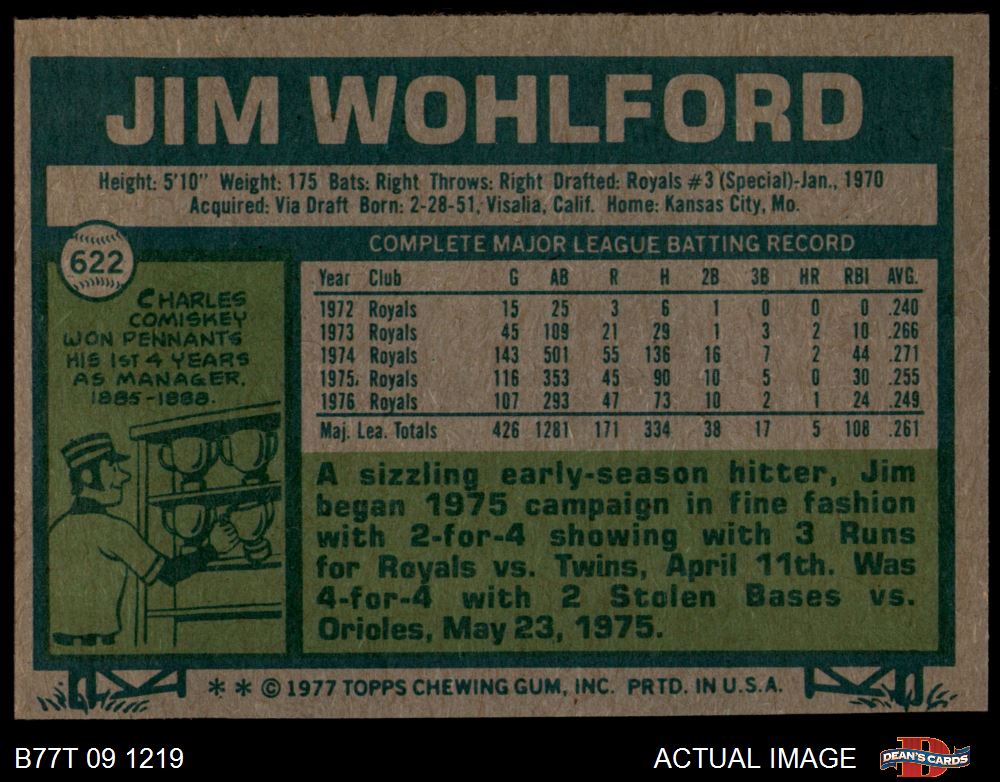 JIM WOHLFORD
Height: 5'10" Weight: 175 Bats: Right Throws: Right Drafted: Royals #3 (Special)-Jan., 1970
Acquired: Via Draft Born: 2-28-51, Visalia, Calif. Home: Kansas City, Mo.
622
CHARLES
COMISKEY
WON PENNANTS
HIS 1ST 4 YEARS
AS MANAGER.
1885-1888.
COMPLETE MAJOR LEAGUE BATTING RECORD
Year Club G AB R H 2B 3B HR RBI AVG.
1972 Royals 15 25 3 6 1 0 0 0 .240
1973 Royals 45 109 21 29 1 3 2 10 .266
1974 Royals 143 501 55 136 16 7 2 44 .271
1975 Royals 116 353 45 90 10 5 0 30 .255
1976 Royals 107 293 47 73 10 2 1 24 .249
Maj. Lea. Totals 426 1281 171 334 38 17 5 108 .261
A sizzling early-season hitter, Jim
began 1975 campaign in fine fashion
with 2-for-4 showing with 3 Runs
for Royals vs. Twins, April 11th. Was
4-for-4 with 2 Stolen Bases vs.
Orioles, May 23, 1975.
* * © 1977 TOPPS CHEWING GUM, INC. PRTD. IN U.S.A.
B77T 09 1219
ACTUAL IMAGE
DEAN'S CARDS